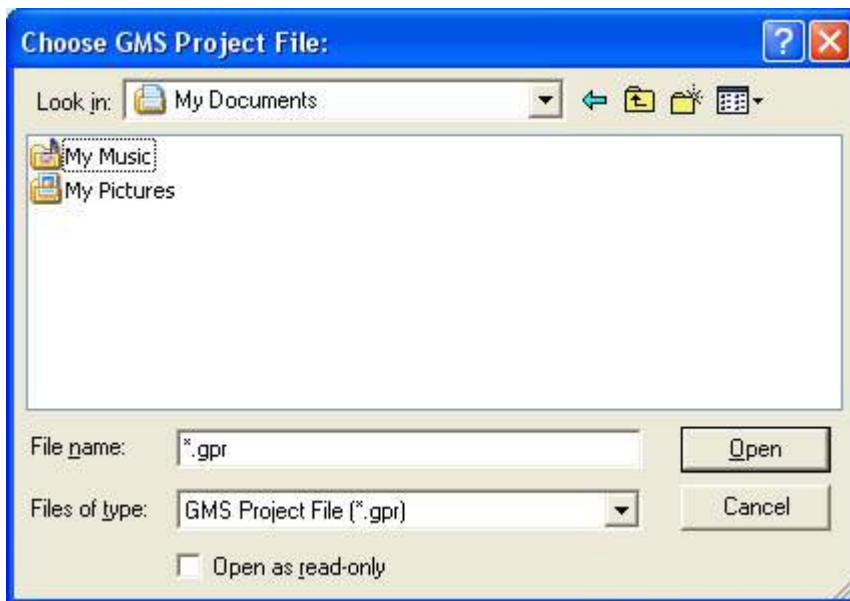 Choose GMS Project File:
Look in: My Documents
My Music
My Pictures
File name: *.gpr Open
Files of type: GMS Project File (*.gpr) Cancel
Open as read-only